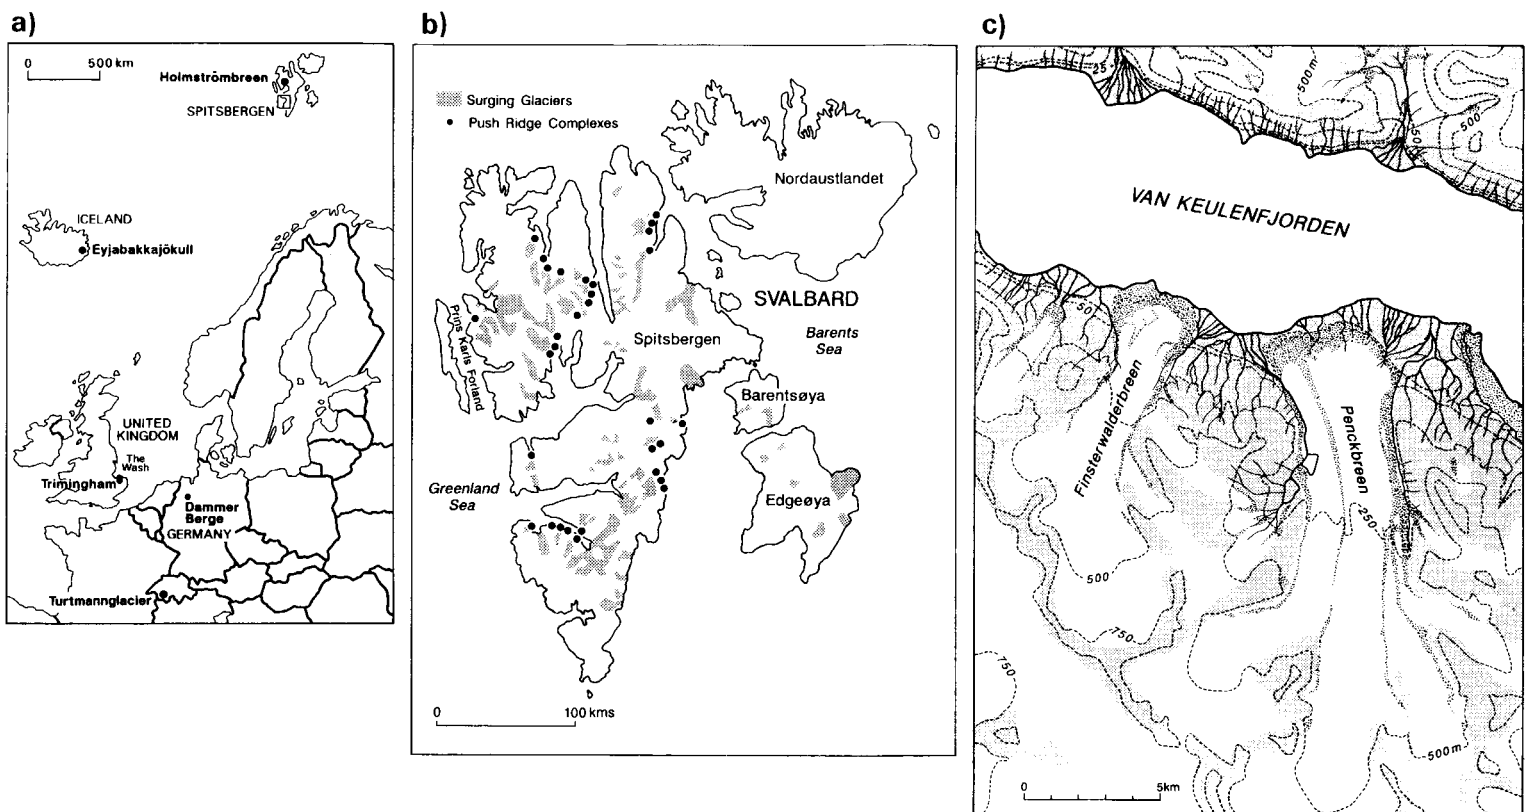 a)
0 500 km
Holmströmbreen
SPITSBERGEN
ICELAND
Eyjabakkajökull
UNITED
KINGDOM
The
Wash
Trimingham
Dammer
Berge
GERMANY
Turtmannglacier
b)
Surging Glaciers
Push Ridge Complexes
Nordaustlandet
SVALBARD
Prins Karls Forland
Spitsbergen
Barents
Sea
Barentsøya
Greenland
Sea
Edgeøya
0 100 kms
c)
25
500m
500
50
VAN KEULENFJORDEN
50
Finsterwalderbreen
Penckbreen
250
500
750
750
500m
0 5km